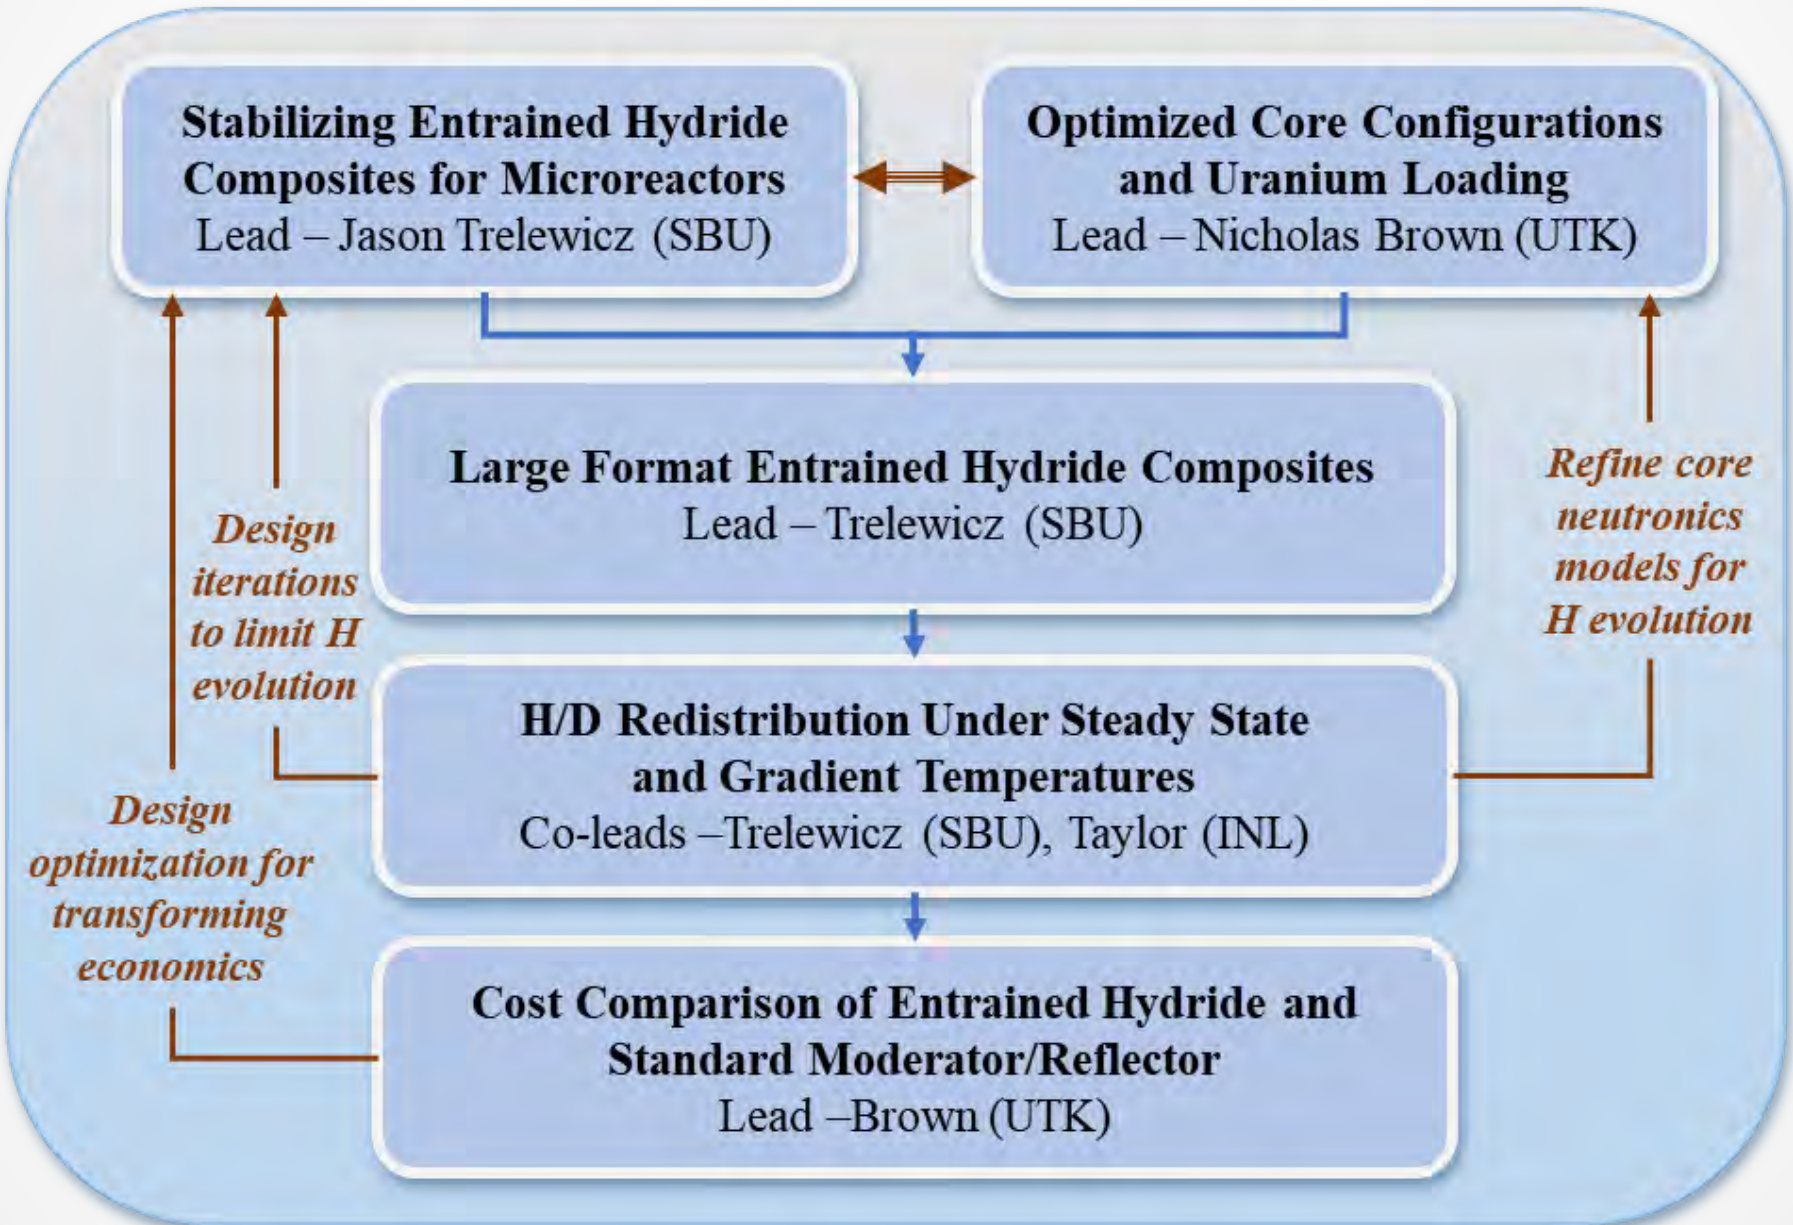 Stabilizing Entrained Hydride
Composites for Microreactors
Lead – Jason Trelewicz (SBU)
Optimized Core Configurations
and Uranium Loading
Lead – Nicholas Brown (UTK)
Large Format Entrained Hydride Composites
Lead – Trelewicz (SBU)
Design
iterations
to limit H
evolution
Refine core
neutronics
models for
H evolution
H/D Redistribution Under Steady State
and Gradient Temperatures
Co-leads –Trelewicz (SBU), Taylor (INL)
Design
optimization for
transforming
economics
Cost Comparison of Entrained Hydride and
Standard Moderator/Reflector
Lead –Brown (UTK)